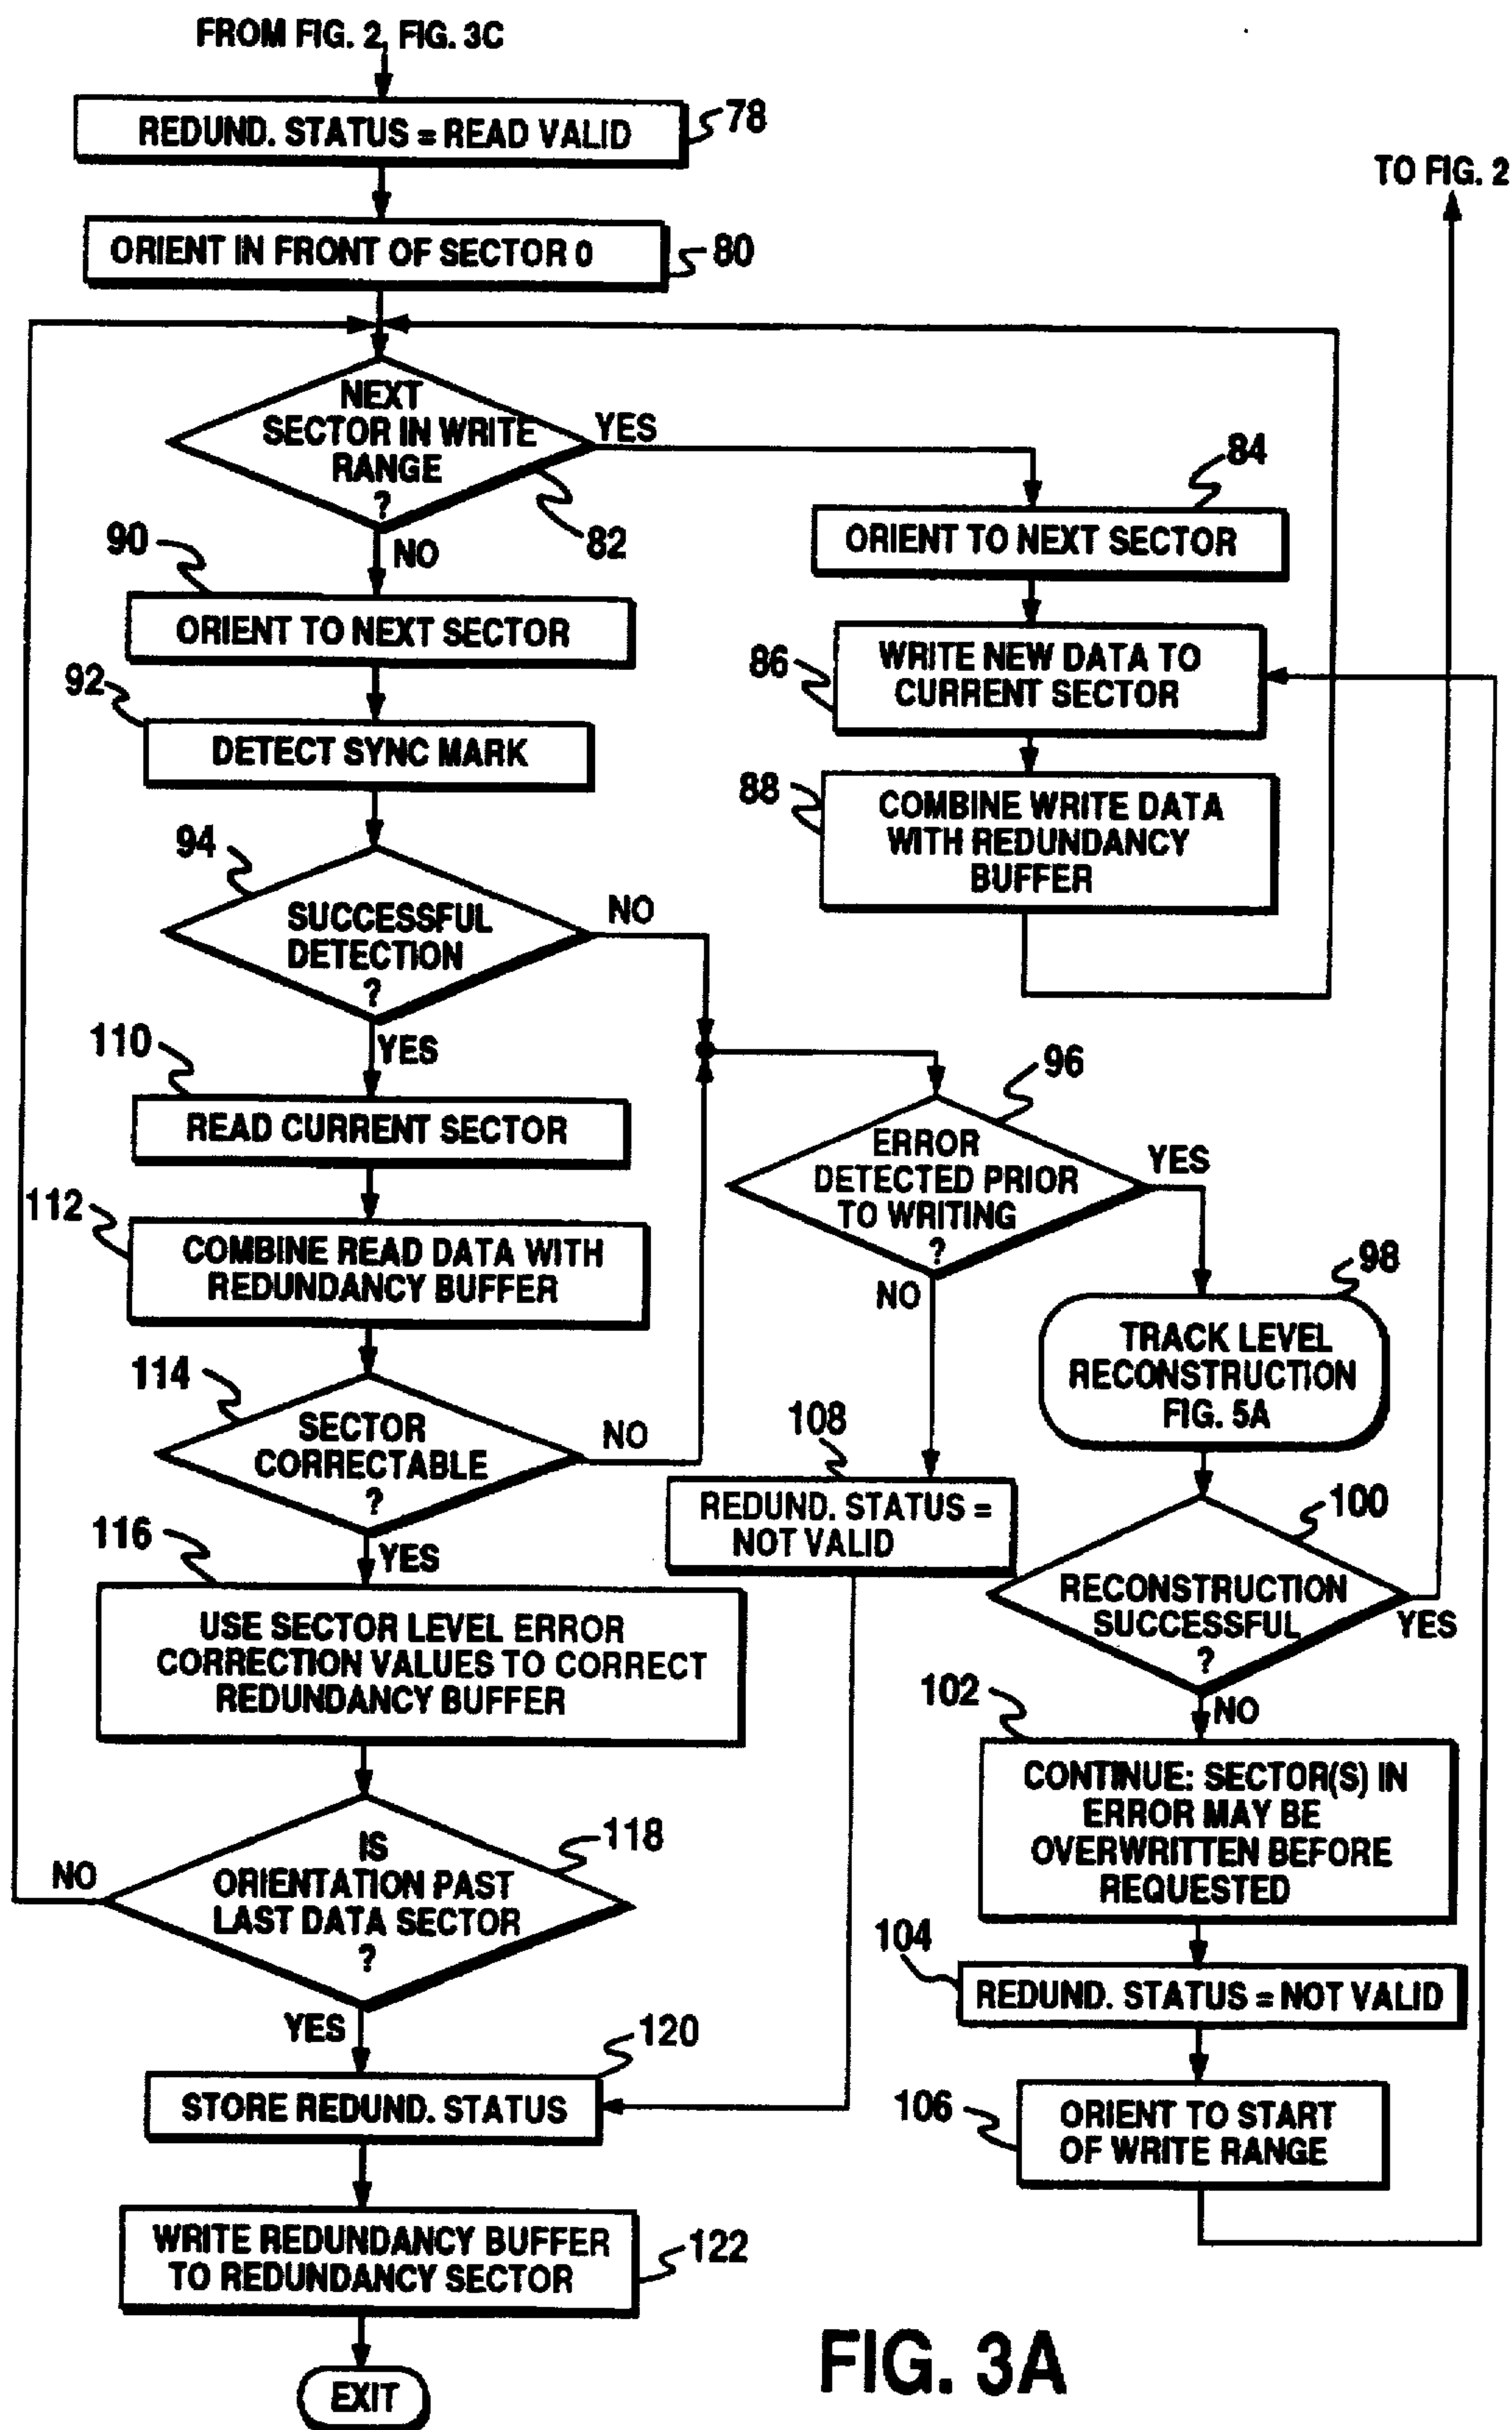 FROM FIG. 2, FIG. 3C
REDUND. STATUS = READ VALID
78
TO FIG. 2
ORIENT IN FRONT OF SECTOR 0
80
NEXT
SECTOR IN WRITE
RANGE
?
YES
82
NO
84
ORIENT TO NEXT SECTOR
90
ORIENT TO NEXT SECTOR
86
WRITE NEW DATA TO
CURRENT SECTOR
92
DETECT SYNC MARK
88
COMBINE WRITE DATA
WITH REDUNDANCY
BUFFER
94
SUCCESSFUL
DETECTION
?
NO
YES
110
READ CURRENT SECTOR
96
ERROR
DETECTED PRIOR
TO WRITING
?
YES
NO
112
COMBINE READ DATA WITH
REDUNDANCY BUFFER
98
TRACK LEVEL
RECONSTRUCTION
FIG. 5A
114
SECTOR
CORRECTABLE
?
NO
YES
108
REDUND. STATUS =
NOT VALID
100
RECONSTRUCTION
SUCCESSFUL
?
YES
NO
116
USE SECTOR LEVEL ERROR
CORRECTION VALUES TO CORRECT
REDUNDANCY BUFFER
102
CONTINUE: SECTOR(S) IN
ERROR MAY BE
OVERWRITTEN BEFORE
REQUESTED
118
IS
ORIENTATION PAST
LAST DATA SECTOR
?
NO
YES
104
REDUND. STATUS = NOT VALID
120
STORE REDUND. STATUS
106
ORIENT TO START
OF WRITE RANGE
WRITE REDUNDANCY BUFFER
TO REDUNDANCY SECTOR
122
EXIT
FIG. 3A